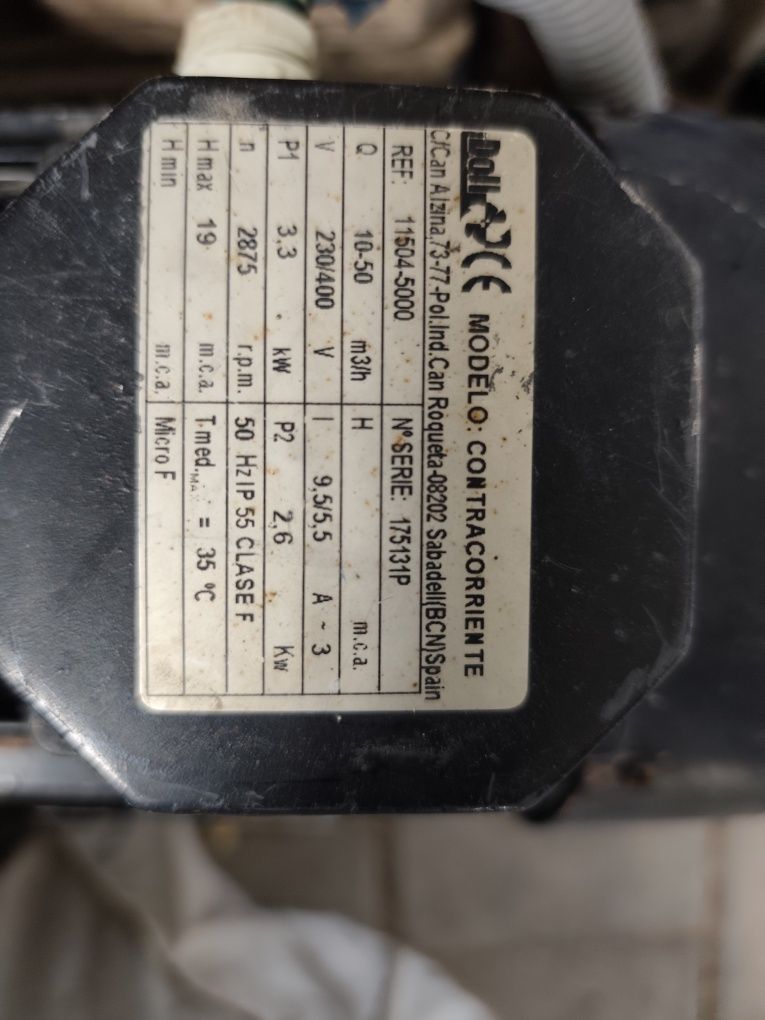 CE MODELO: CONTRACORRIENTE
C/Can Alzina,73-77-Pol.Ind.Can Roqueta-08202 Sabadell(BCN)Spain
REF: 11504-5000 Nº SERIE: 175131P
Q 10-50 m3/h H m.c.a.
V 230/400 V I 9,5/5,5 A ~ 3
P1 3,3 kW P2 2,6 Kw
n 2875 r.p.m. 50 Hz IP 55 CLASE F
H max 19 m.c.a. T.med.MAX = 35 ºC
H min m.c.a. Micro F